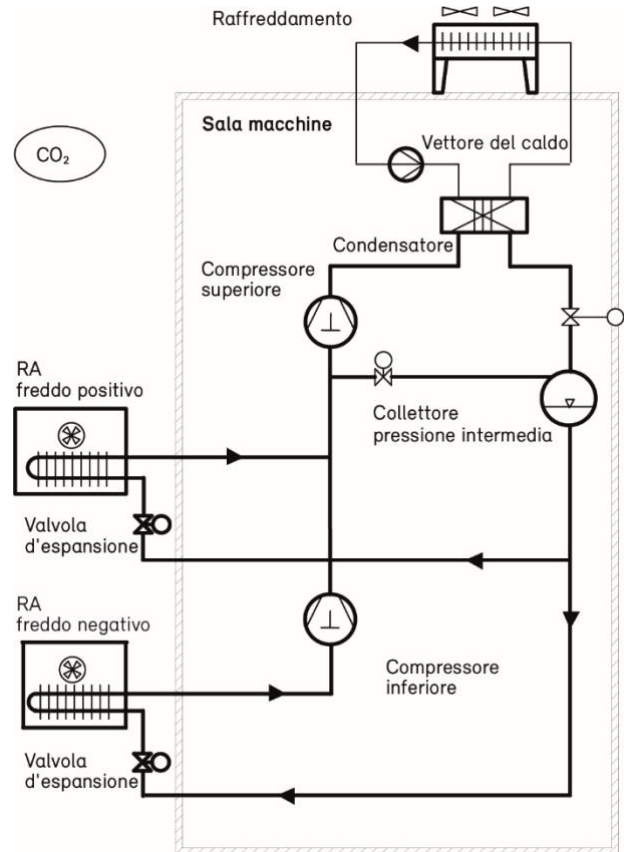 Raffreddamento
Sala macchine
Vettore del caldo
CO₂
Condensatore
Compressore
superiore
RA
freddo positivo
Collettore
pressione intermedia
Valvola
d'espansione
RA
freddo negativo
Compressore
inferiore
Valvola
d'espansione